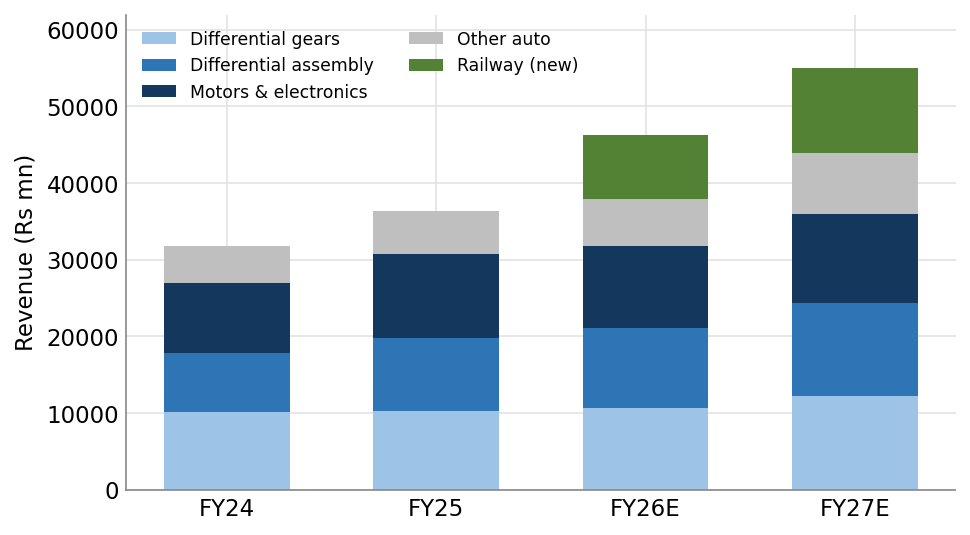 Revenue (Rs mn)
60000
50000
40000
30000
20000
10000
0
Differential gears
Differential assembly
Motors & electronics
Other auto
Railway (new)
FY24
FY25
FY26E
FY27E